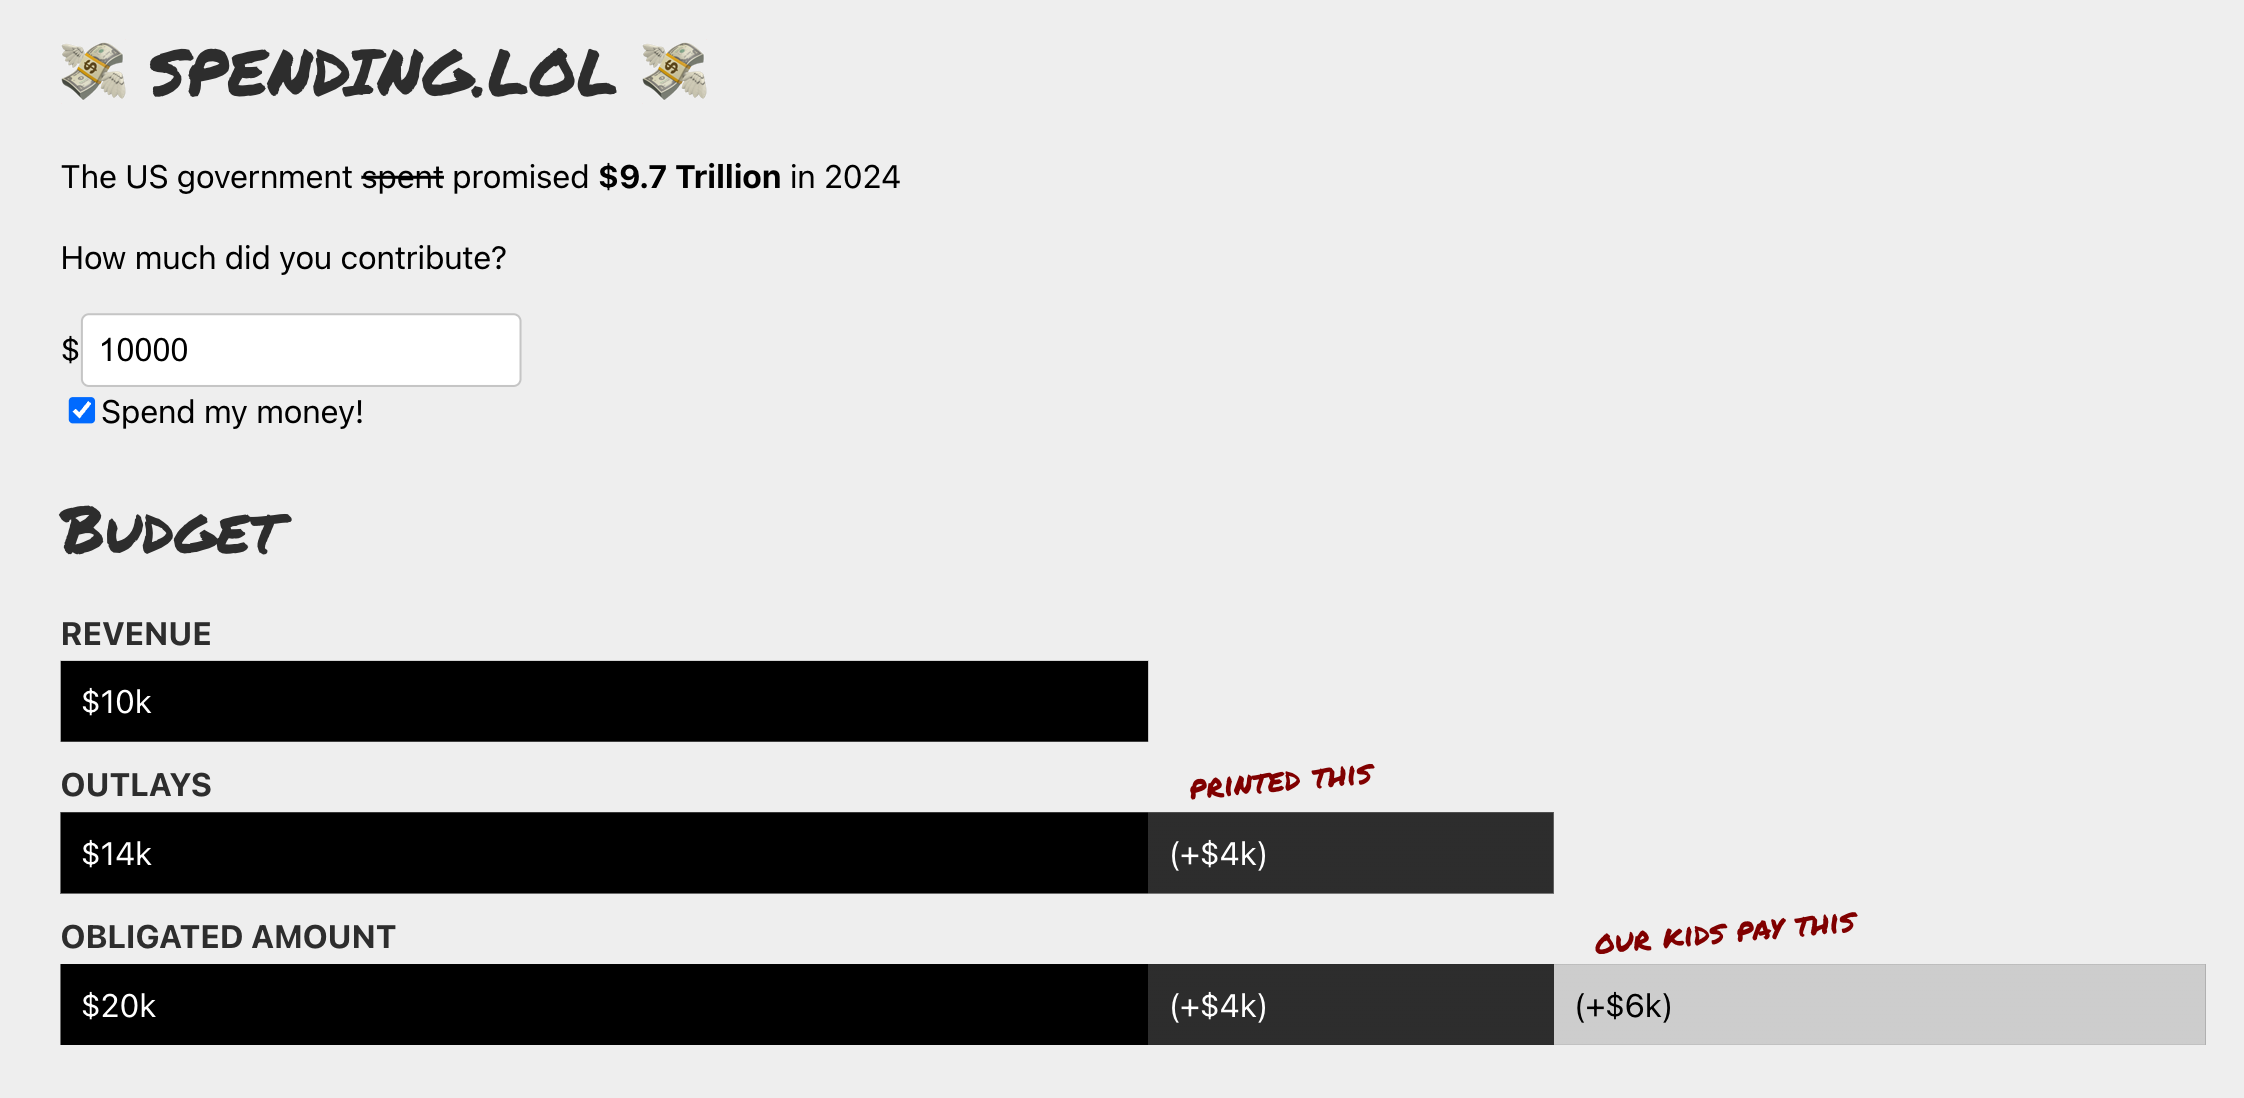 💸 SPENDING.LOL 💸
The US government spent promised $9.7 Trillion in 2024
How much did you contribute?
$ 10000
Spend my money!
BUDGET
REVENUE
$10k
OUTLAYS
PRINTED THIS
$14k (+$4k)
OBLIGATED AMOUNT
OUR KIDS PAY THIS
$20k (+$4k) (+$6k)